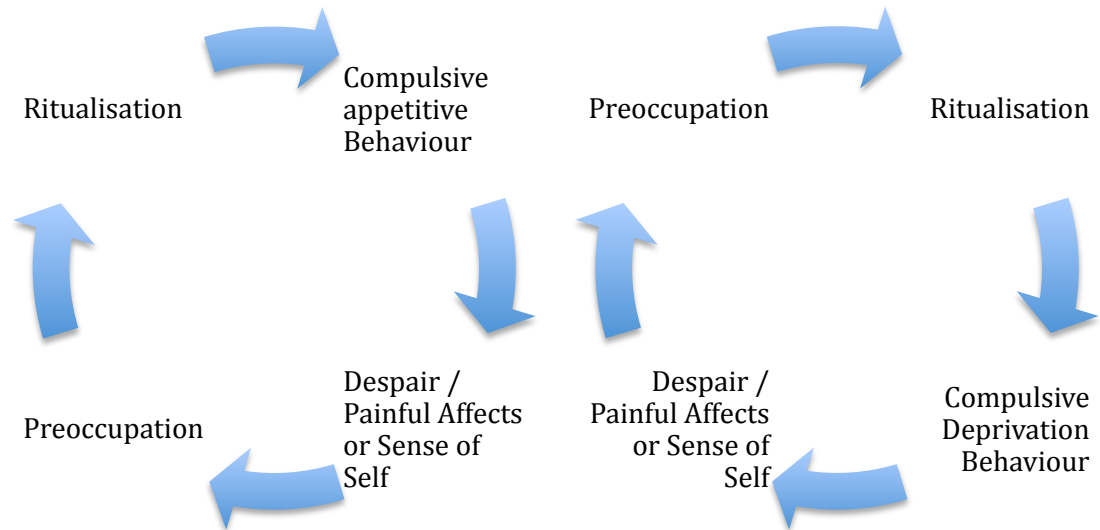 Ritualisation
Compulsive
appetitive
Behaviour
Preoccupation
Ritualisation
Preoccupation
Despair /
Painful Affects
or Sense of
Self
Despair /
Painful Affects
or Sense of
Self
Compulsive
Deprivation
Behaviour